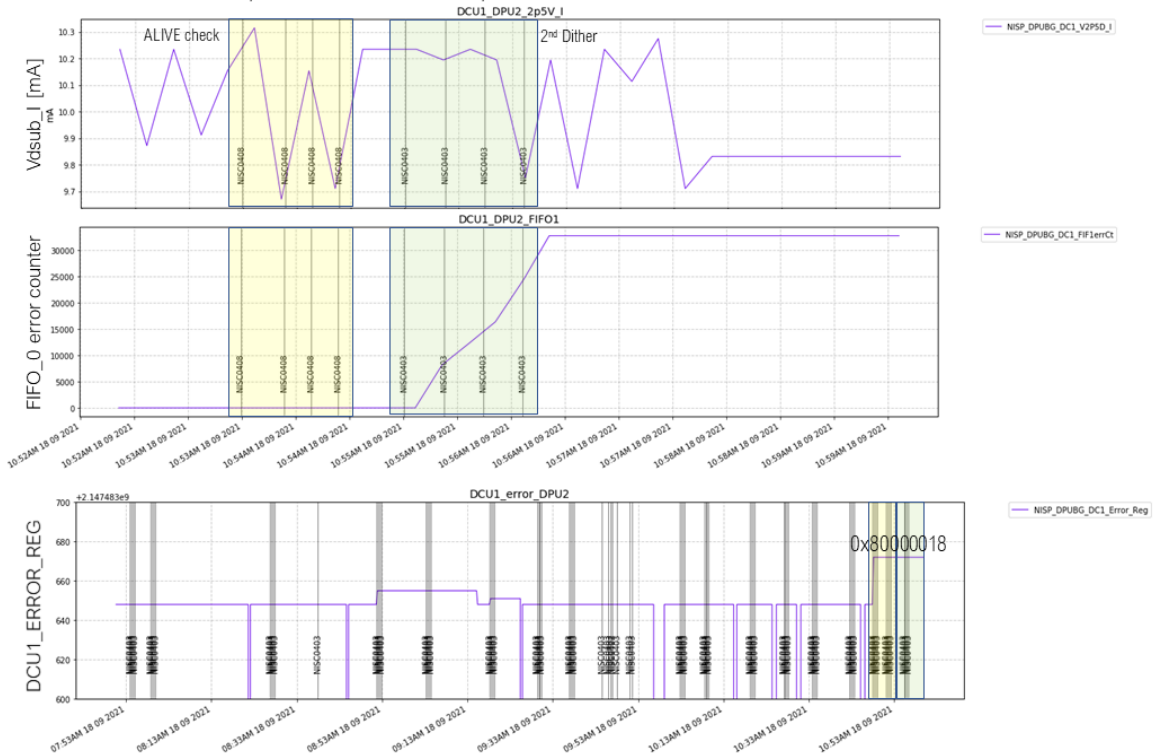 DCU1_DPU2_2p5V_I
NISP_DPUBG_DC1_V2P5D_I
ALIVE check
2nd Dither
Vdsub_I [mA]
mA
10.3
10.2
10.1
10.0
9.9
9.8
9.7
NISC0408
NISC0408
NISC0408
NISC0408
NISC0403
NISC0403
NISC0403
NISC0403
DCU1_DPU2_FIFO1
NISP_DPUBG_DC1_FIF1errCt
FIFO_0 error counter
30000
25000
20000
15000
10000
5000
0
NISC0408
NISC0408
NISC0408
NISC0408
NISC0403
NISC0403
NISC0403
NISC0403
10:52AM 18 09 2021
10:52AM 18 09 2021
10:53AM 18 09 2021
10:53AM 18 09 2021
10:54AM 18 09 2021
10:54AM 18 09 2021
10:55AM 18 09 2021
10:55AM 18 09 2021
10:56AM 18 09 2021
10:56AM 18 09 2021
10:57AM 18 09 2021
10:57AM 18 09 2021
10:58AM 18 09 2021
10:58AM 18 09 2021
10:59AM 18 09 2021
10:59AM 18 09 2021
+2.147483e9
DCU1_error_DPU2
NISP_DPUBG_DC1_Error_Reg
DCU1_ERROR_REG
700
680
660
640
620
600
0x80000018
NISC0403
07:53AM 18 09 2021
08:13AM 18 09 2021
08:33AM 18 09 2021
08:53AM 18 09 2021
09:13AM 18 09 2021
09:33AM 18 09 2021
09:53AM 18 09 2021
10:13AM 18 09 2021
10:33AM 18 09 2021
10:53AM 18 09 2021